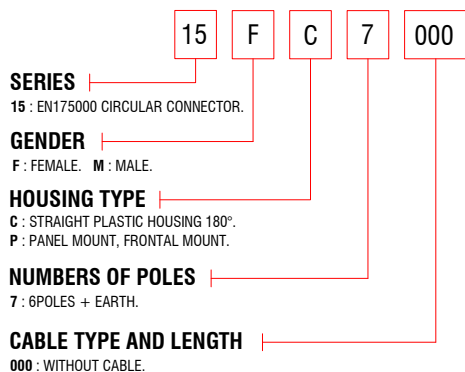 15 F C 7 000
SERIES
15 : EN175000 CIRCULAR CONNECTOR.
GENDER
F : FEMALE. M : MALE.
HOUSING TYPE
C : STRAIGHT PLASTIC HOUSING 180°.
P : PANEL MOUNT, FRONTAL MOUNT.
NUMBERS OF POLES
7 : 6POLES + EARTH.
CABLE TYPE AND LENGTH
000 : WITHOUT CABLE.